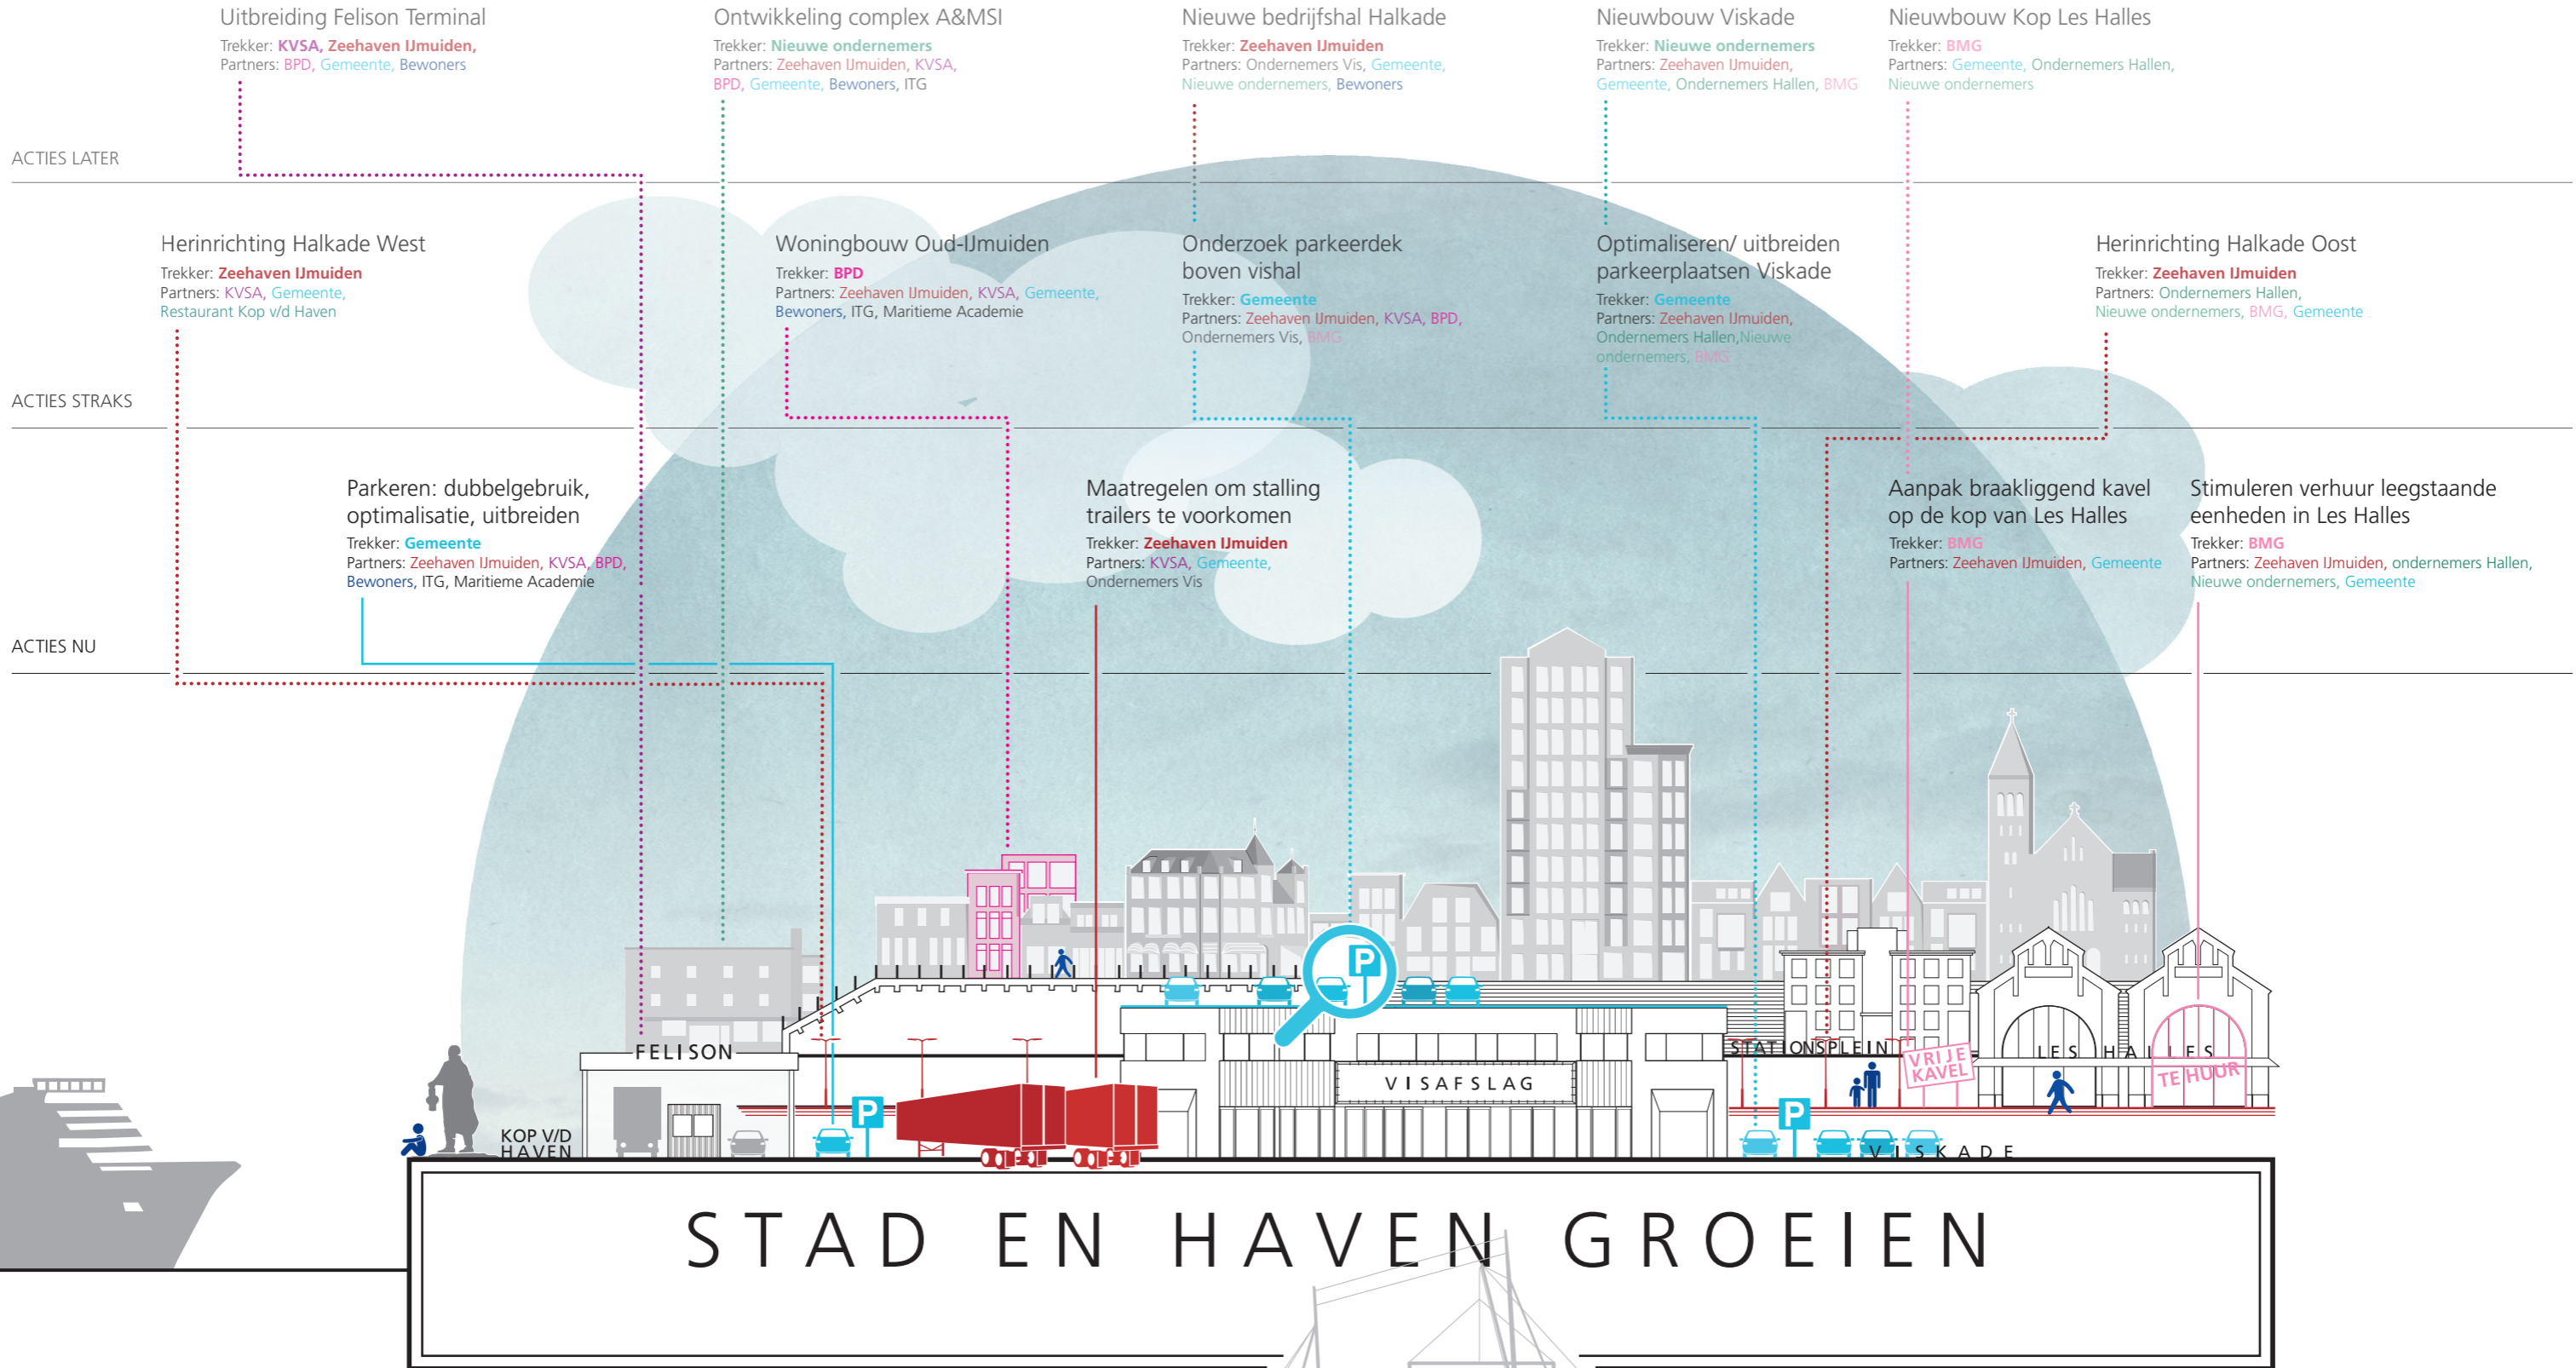 Uitbreiding Felison Terminal
Trekker: KVSA, Zeehaven IJmuiden,
Partners: BPD, Gemeente, Bewoners
Ontwikkeling complex A&MSI
Trekker: Nieuwe ondernemers
Partners: Zeehaven IJmuiden, KVSA,
BPD, Gemeente, Bewoners, ITG
Nieuwe bedrijfshal Halkade
Trekker: Zeehaven IJmuiden
Partners: Ondernemers Vis, Gemeente,
Nieuwe ondernemers, Bewoners
Nieuwbouw Viskade
Trekker: Nieuwe ondernemers
Partners: Zeehaven IJmuiden,
Gemeente, Ondernemers Hallen, BMG
Nieuwbouw Kop Les Halles
Trekker: BMG
Partners: Gemeente, Ondernemers Hallen,
Nieuwe ondernemers
ACTIES LATER
Herinrichting Halkade West
Trekker: Zeehaven IJmuiden
Partners: KVSA, Gemeente,
Restaurant Kop v/d Haven
Woningbouw Oud-IJmuiden
Trekker: BPD
Partners: Zeehaven IJmuiden, KVSA, Gemeente,
Bewoners, ITG, Maritieme Academie
Onderzoek parkeerdek
boven vishal
Trekker: Gemeente
Partners: Zeehaven IJmuiden, KVSA, BPD,
Ondernemers Vis, BMG
Optimaliseren/ uitbreiden
parkeerplaatsen Viskade
Trekker: Gemeente
Partners: Zeehaven IJmuiden,
Ondernemers Hallen,Nieuwe
ondernemers, BMG
Herinrichting Halkade Oost
Trekker: Zeehaven IJmuiden
Partners: Ondernemers Hallen,
Nieuwe ondernemers, BMG, Gemeente
ACTIES STRAKS
Parkeren: dubbelgebruik,
optimalisatie, uitbreiden
Trekker: Gemeente
Partners: Zeehaven IJmuiden, KVSA, BPD,
Bewoners, ITG, Maritieme Academie
Maatregelen om stalling
trailers te voorkomen
Trekker: Zeehaven IJmuiden
Partners: KVSA, Gemeente,
Ondernemers Vis
Aanpak braakliggend kavel
op de kop van Les Halles
Trekker: BMG
Partners: Zeehaven IJmuiden, Gemeente
Stimuleren verhuur leegstaande
eenheden in Les Halles
Trekker: BMG
Partners: Zeehaven IJmuiden, ondernemers Hallen,
Nieuwe ondernemers, Gemeente
ACTIES NU
P
FELISON
STATIONSPLEIN
VRIJE
KAVEL
LES HALLES
TE HUUR
VISAFSLAG
P
P
KOP V/D
HAVEN
VISKADE
STAD EN HAVEN GROEIEN